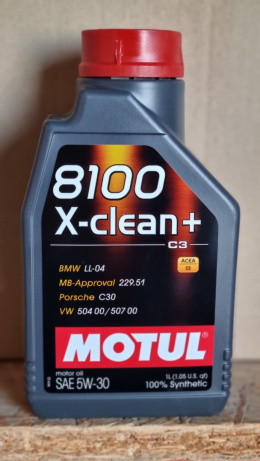 8100
X-clean+
C3
ACEA
C3
BMW LL-04
MB-Approval 229.51
Porsche C30
VW 504 00/507 00
MOTUL
motor oil
SAE 5W-30
1L (1.05 U.S. qt)
100% Synthetic